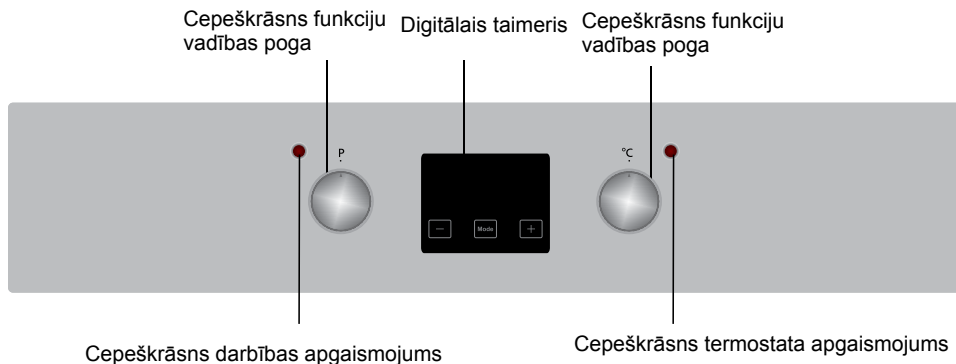 Cepeškrāsns funkciju
vadības poga
Digitālais taimeris
Cepeškrāsns funkciju
vadības poga
P
°C
−
Mode
+
Cepeškrāsns darbības apgaismojums
Cepeškrāsns termostata apgaismojums